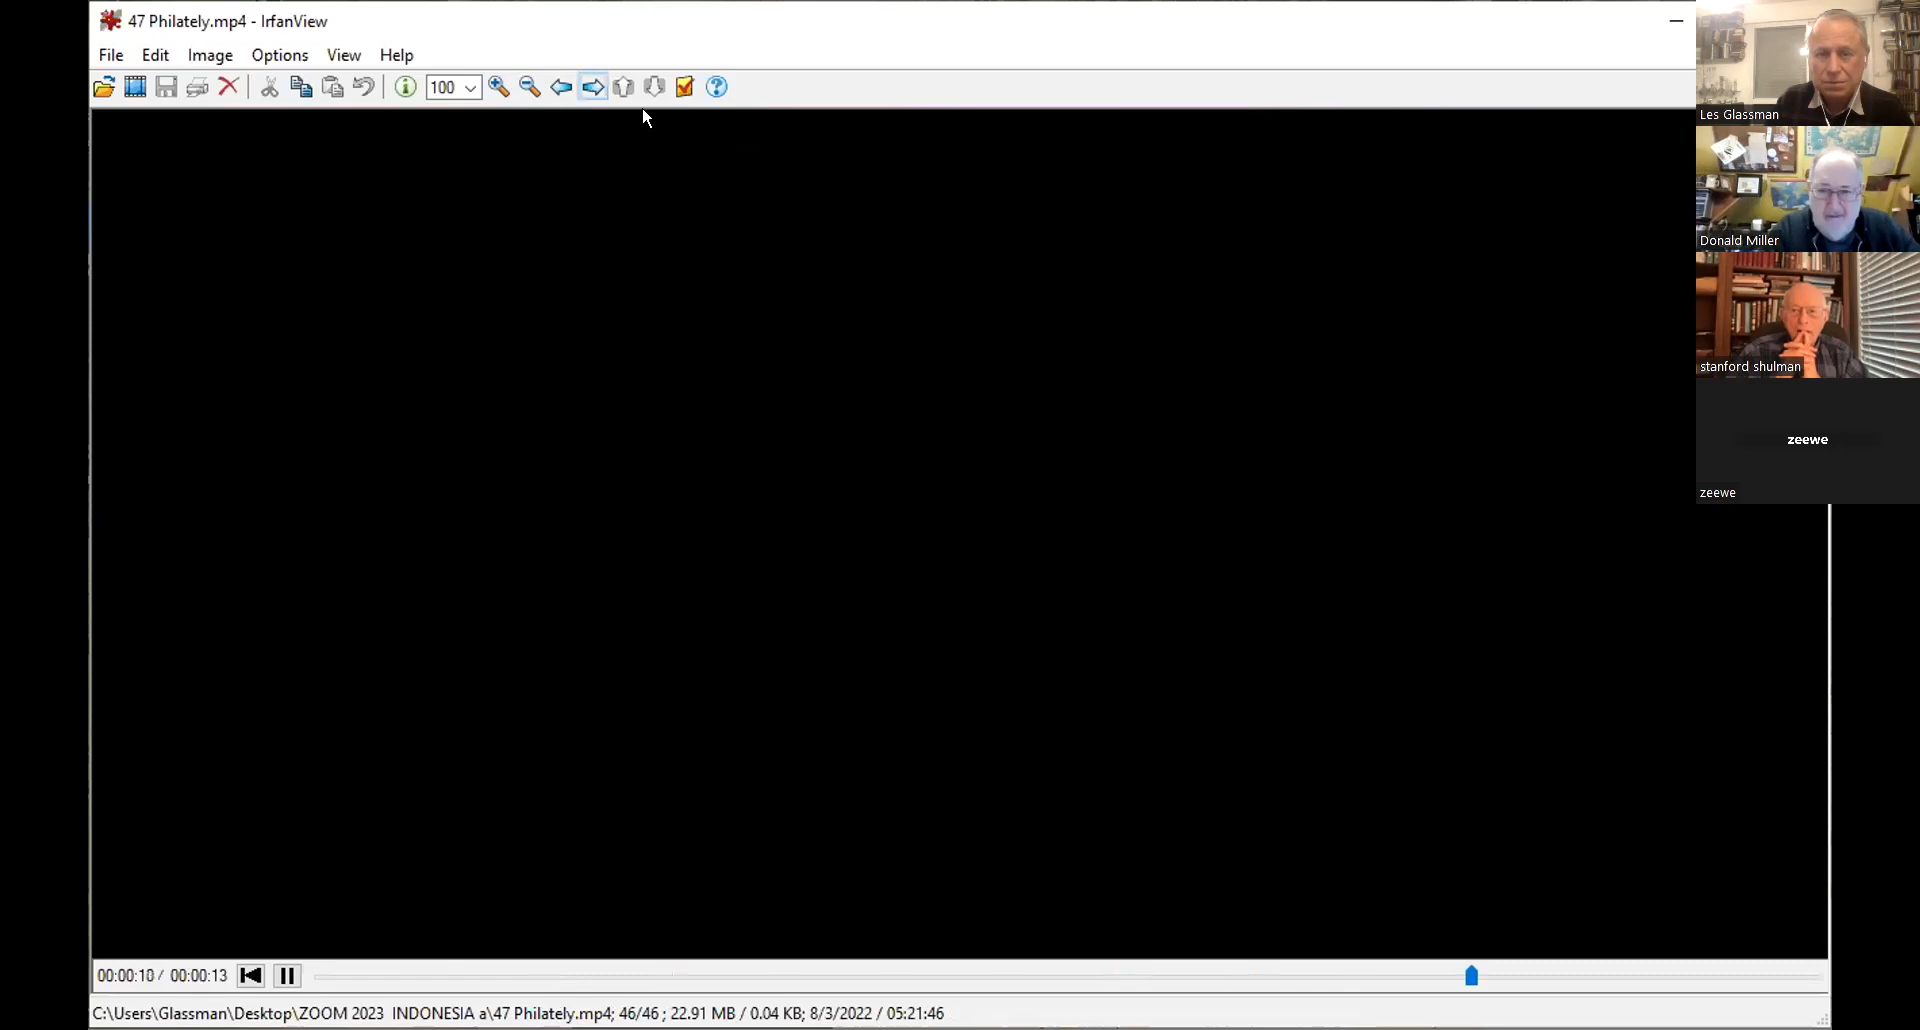 47 Philately.mp4 - IrfanView
File Edit Image Options View Help
100
Les Glassman
Donald Miller
stanford shulman
zeewe
zeewe
00:00:10 / 00:00:13
C:\Users\Glassman\Desktop\ZOOM 2023  INDONESIA a\47 Philately.mp4; 46/46 ; 22.91 MB / 0.04 KB; 8/3/2022 / 05:21:46